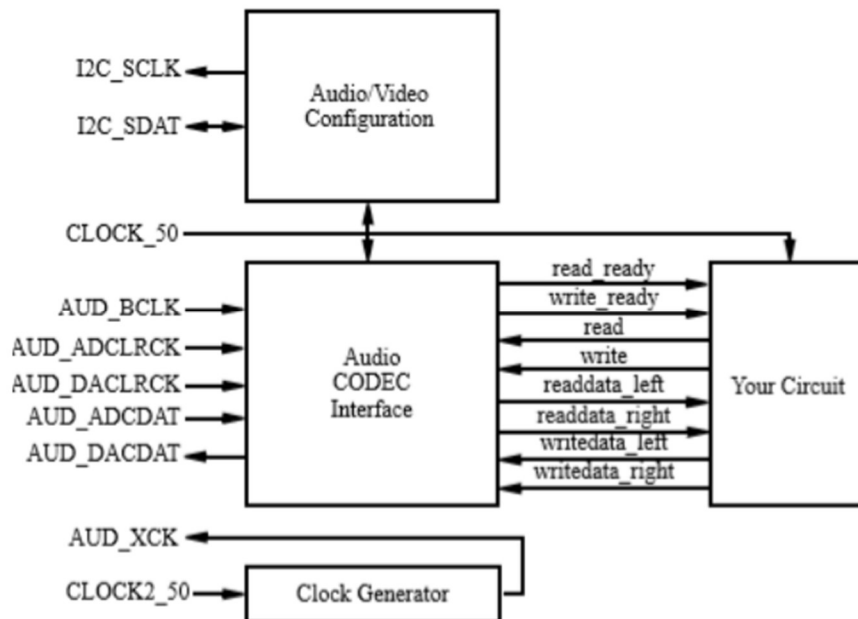 I2C_SCLK
Audio/Video
Configuration
I2C_SDAT
CLOCK_50
read_ready
AUD_BCLK
write_ready
read
AUD_ADCLRCK
Audio
CODEC
Interface
write
AUD_DACLRCK
readdata_left
Your Circuit
AUD_ADCDAT
readdata_right
AUD_DACDAT
writedata_left
writedata_right
AUD_XCK
CLOCK2_50
Clock Generator